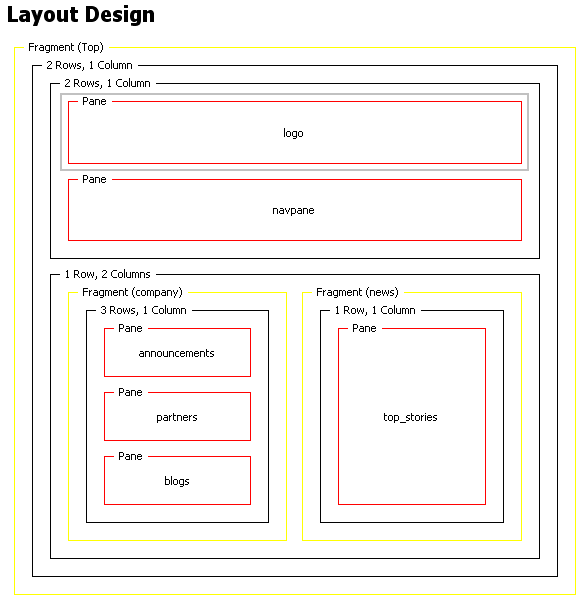 Layout Design
Fragment (Top)
2 Rows, 1 Column
2 Rows, 1 Column
Pane
logo
Pane
navpane
1 Row, 2 Columns
Fragment (company)
3 Rows, 1 Column
Pane
announcements
Pane
partners
Pane
blogs
Fragment (news)
1 Row, 1 Column
Pane
top_stories